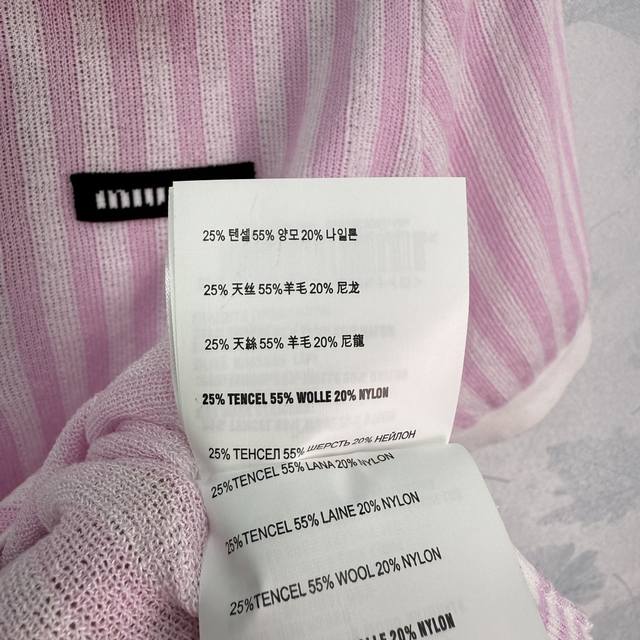 25% 텐셀 55% 양모 20% 나일론
25% 天丝 55%羊毛 20% 尼龙
25% 天絲 55% 羊毛 20% 尼龍
25% TENCEL 55% WOLLE 20% NYLON
25% ТЕНСЕЛ 55% ШЕРСТЬ 20% НЕЙЛОН
25%TENCEL 55% LANA 20% NYLON
25%TENCEL 55% LAINE 20% NYLON
25%TENCEL 55% WOOL 20% NYLON
20% NYLON